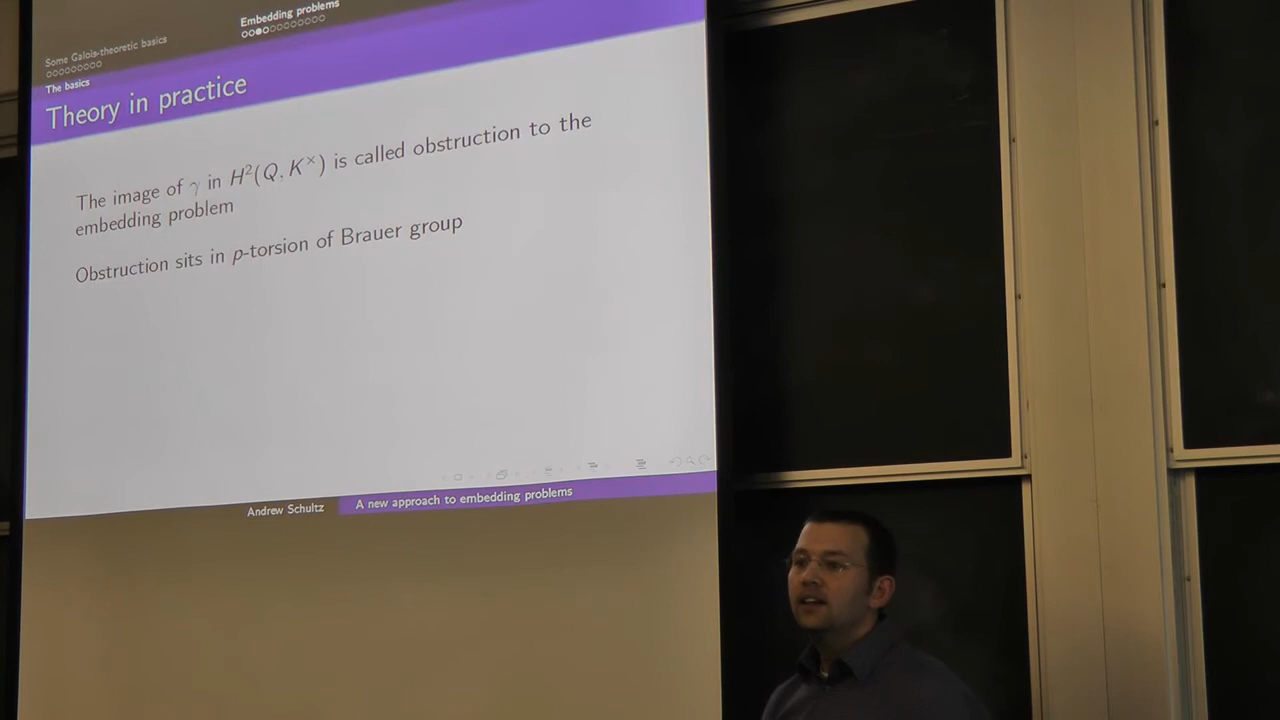 Embedding problems
Some Galois-theoretic basics
The basics
Theory in practice
The image of γ in H²(Q, K×) is called obstruction to the
embedding problem
Obstruction sits in p-torsion of Brauer group
Andrew Schultz
A new approach to embedding problems